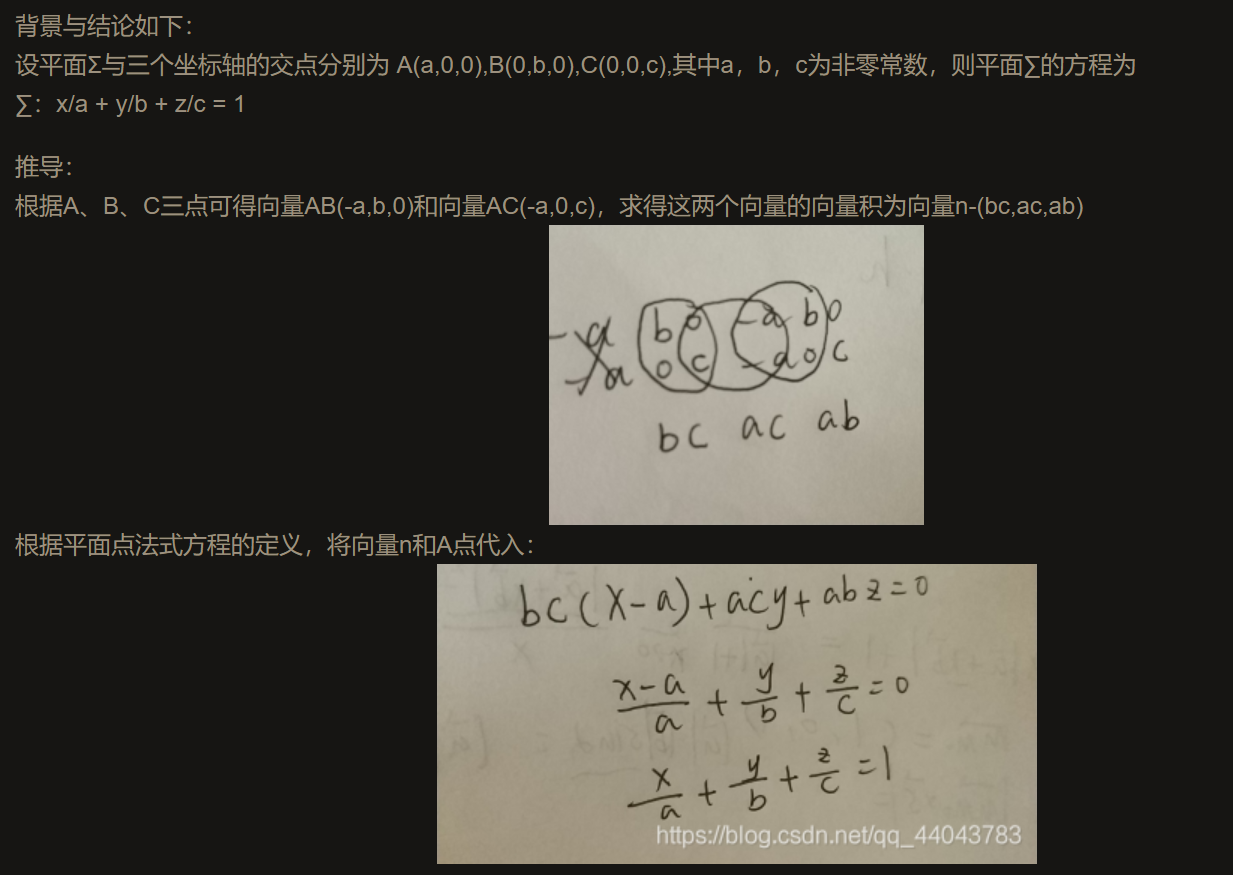 背景与结论如下：
设平面Σ与三个坐标轴的交点分别为 A(a,0,0),B(0,b,0),C(0,0,c),其中a，b，c为非零常数，则平面∑的方程为
∑：x/a + y/b + z/c = 1
推导：
根据A、B、C三点可得向量AB(-a,b,0)和向量AC(-a,0,c)，求得这两个向量的向量积为向量n-(bc,ac,ab)
-a b 0 -a b 0
-a 0 c -a 0 c
bc ac ab
根据平面点法式方程的定义，将向量n和A点代入：
bc(x-a)+acy+abz=0
x-a/a + y/b + z/c = 0
x/a + y/b + z/c = 1
https://blog.csdn.net/qq_44043783